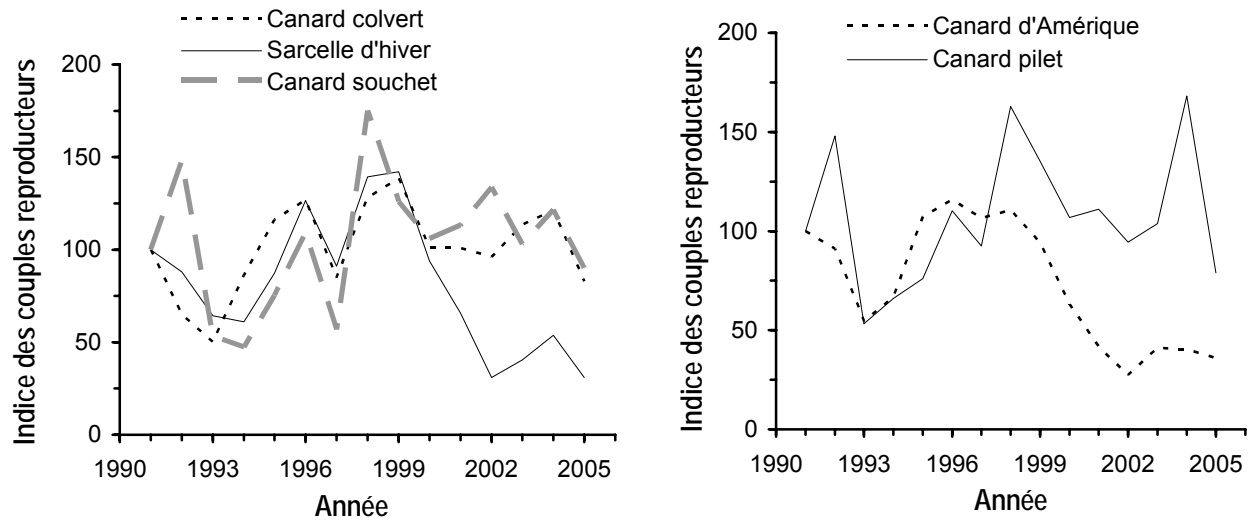 Canard colvert
Sarcelle d'hiver
Canard souchet
Indice des couples reproducteurs
200
150
100
50
0
1990 1993 1996 1999 2002 2005
Année
Canard d'Amérique
Canard pilet
Indice des couples reproducteurs
200
150
100
50
0
1990 1993 1996 1999 2002 2005
Année